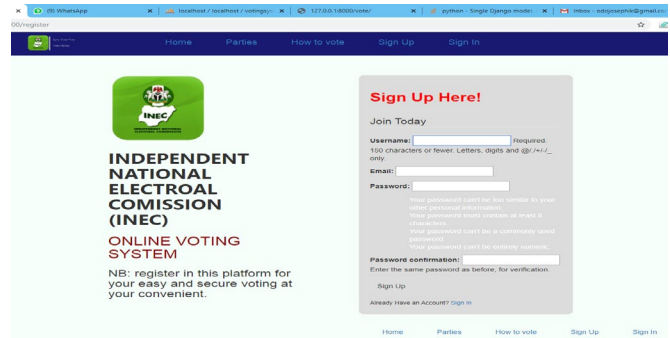 (9) WhatsApp
localhost / localhost / votingsys
127.0.0.1:8000/vote/
python - Single Django model
Inbox - edojosephik@gmail.co
00/register
Home Parties How to vote Sign Up Sign In
INEC
INDEPENDENT NATIONAL ELECTORAL COMMISSION
INDEPENDENT
NATIONAL
ELECTROAL
COMISSION
(INEC)
ONLINE VOTING
SYSTEM
NB: register in this platform for
your easy and secure voting at
your convenient.
Sign Up Here!
Join Today
Username: Required.
150 characters or fewer. Letters, digits and @/./+/-/_
only.
Email:
Password:
Your password can't be too similar to your
other personal information.
Your password must contain at least 8
characters.
Your password can't be a commonly used
password.
Your password can't be entirely numeric.
Password confirmation:
Enter the same password as before, for verification.
Sign Up
Already Have an Account? Sign In
Home Parties How to vote Sign Up Sign In